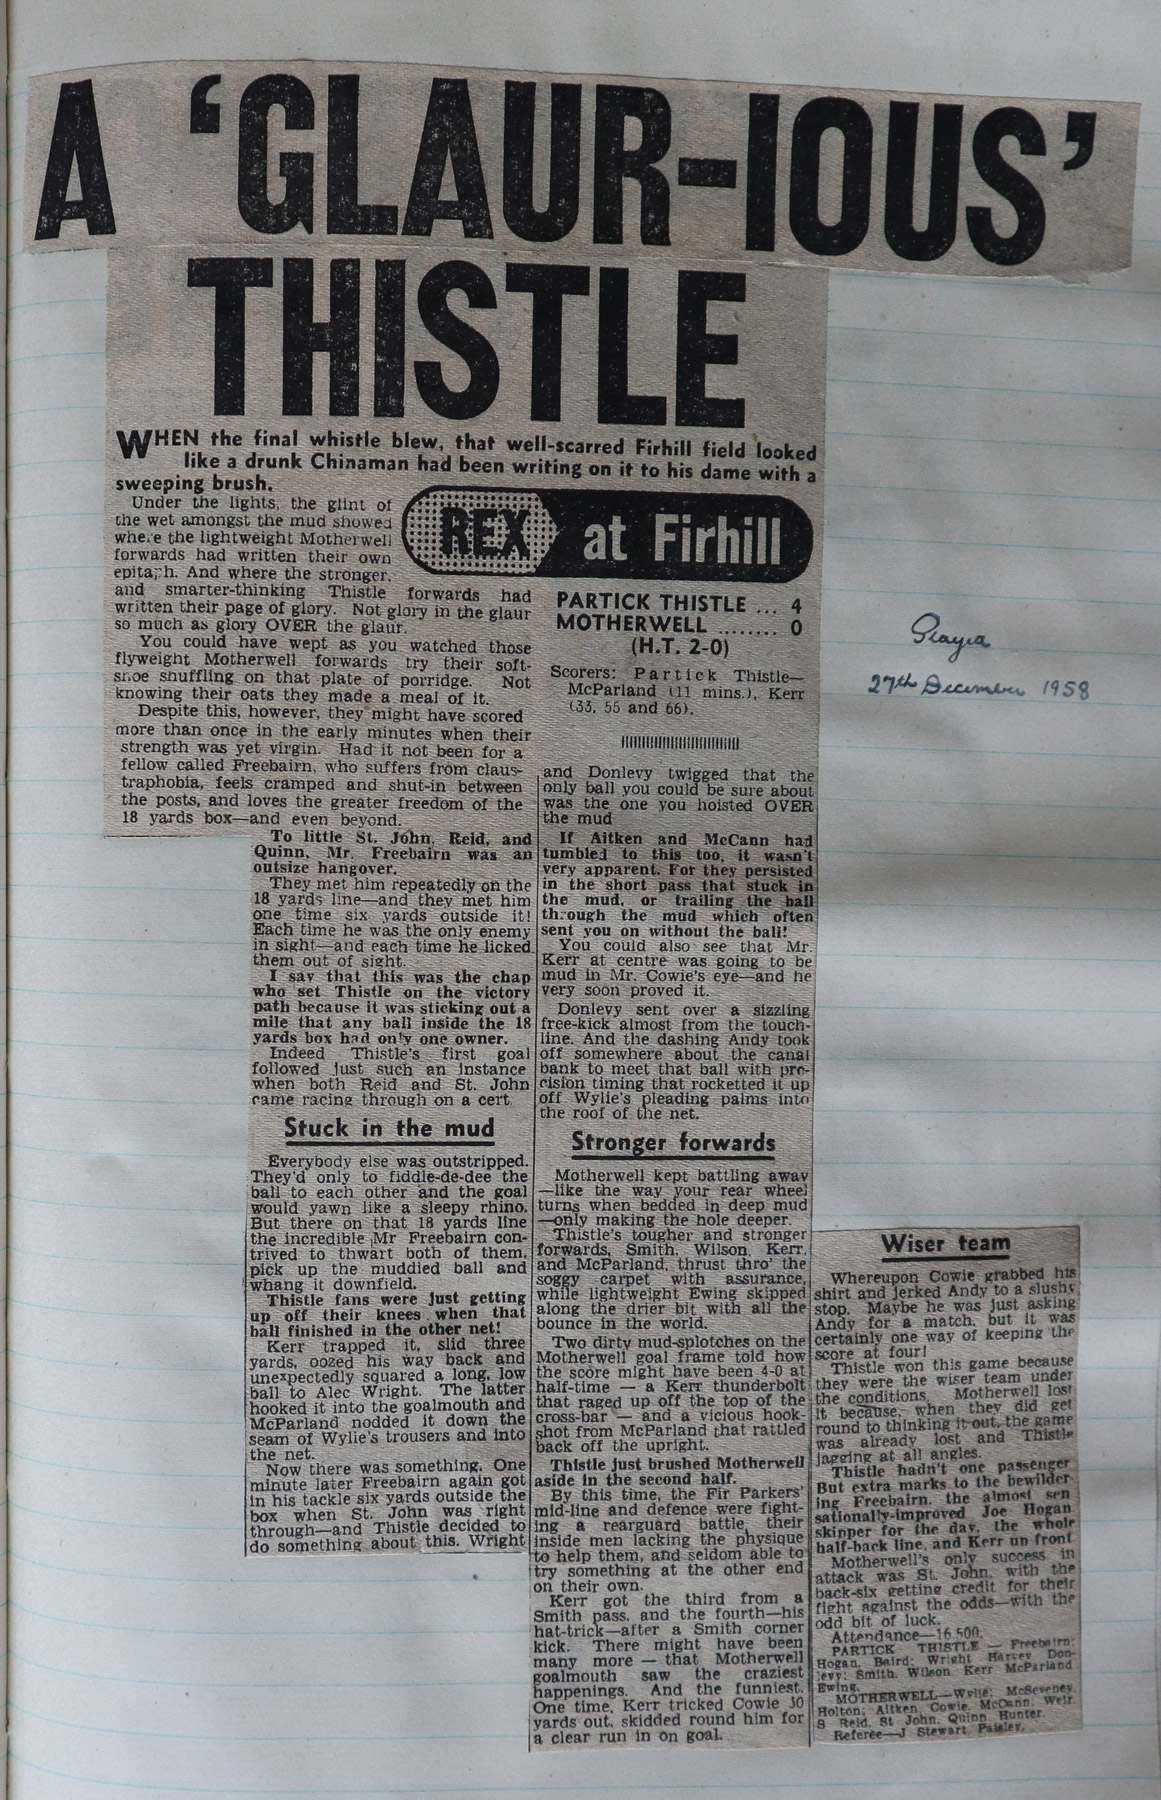 A ‘GLAUR-IOUS’
THISTLE
WHEN the final whistle blew, that well-scarred Firhill field looked
like a drunk Chinaman had been writing on it to his dame with a
sweeping brush.
Under the lights, the glint of
the wet amongst the mud showed
where the lightweight Motherwell
forwards had written their own
epitaph. And where the stronger,
and smarter-thinking Thistle forwards had
written their page of glory. Not glory in the glaur
so much as glory OVER the glaur.
You could have wept as you watched those
flyweight Motherwell forwards try their soft-
shoe shuffling on that plate of porridge. Not
knowing their oats they made a meal of it.
Despite this, however, they might have scored
more than once in the early minutes when their
strength was yet virgin. Had it not been for a
fellow called Freebairn, who suffers from claus-
traphobia, feels cramped and shut-in between
the posts, and loves the greater freedom of the
18 yards box—and even beyond.
To little St. John, Reid, and
Quinn, Mr. Freebairn was an
outsize hangover.
They met him repeatedly on the
18 yards line—and they met him
one time six yards outside it!
Each time he was the only enemy
in sight—and each time he licked
them out of sight.
I say that this was the chap
who set Thistle on the victory
path because it was sticking out a
mile that any ball inside the 18
yards box had only one owner.
Indeed Thistle's first goal
followed just such an instance
when both Reid and St. John
came racing through on a cert.
Stuck in the mud
Everybody else was outstripped.
They'd only to fiddle-de-dee the
ball to each other and the goal
would yawn like a sleepy rhino.
But there on that 18 yards line
the incredible Mr Freebairn con-
trived to thwart both of them,
pick up the muddied ball and
whang it downfield.
Thistle fans were just getting
up off their knees when that
ball finished in the other net!
Kerr trapped it, slid three
yards, oozed his way back and
unexpectedly squared a long, low
ball to Alec Wright. The latter
hooked it into the goalmouth and
McParland nodded it down the
seam of Wylie's trousers and into
the net.
Now there was something. One
minute later Freebairn again got
in his tackle six yards outside the
box when St. John was right
through—and Thistle decided to
do something about this. Wright
REX at Firhill
PARTICK THISTLE ... 4
MOTHERWELL ........ 0
(H.T. 2-0)
Scorers: Partick Thistle—
McParland (11 mins.), Kerr
(33, 55 and 66).
and Donlevy twigged that the
only ball you could be sure about
was the one you hoisted OVER
the mud
If Aitken and McCann had
tumbled to this too, it wasn't
very apparent. For they persisted
in the short pass that stuck in
the mud, or trailing the ball
through the mud which often
sent you on without the ball!
You could also see that Mr.
Kerr at centre was going to be
mud in Mr. Cowie's eye—and he
very soon proved it.
Donlevy sent over a sizzling
free-kick almost from the touch-
line. And the dashing Andy took
off somewhere about the canal
bank to meet that ball with pre-
cision timing that rocketted it up
off Wylie's pleading palms into
the roof of the net.
Stronger forwards
Motherwell kept battling away
—like the way your rear wheel
turns when bedded in deep mud
—only making the hole deeper.
Thistle's tougher and stronger
forwards, Smith, Wilson, Kerr,
and McParland, thrust thro' the
soggy carpet with assurance,
while lightweight Ewing skipped
along the drier bit with all the
bounce in the world.
Two dirty mud-splotches on the
Motherwell goal frame told how
the score might have been 4-0 at
half-time — a Kerr thunderbolt
that raged up off the top of the
cross-bar — and a vicious hook-
shot from McParland that rattled
back off the upright.
Thistle just brushed Motherwell
aside in the second half.
By this time, the Fir Parkers'
mid-line and defence were fight-
ing a rearguard battle, their
inside men lacking the physique
to help them, and seldom able to
try something at the other end
on their own.
Kerr got the third from a
Smith pass, and the fourth—his
hat-trick—after a Smith corner
kick. There might have been
many more — that Motherwell
goalmouth saw the craziest
happenings. And the funniest.
One time, Kerr tricked Cowie 30
yards out, skidded round him for
a clear run in on goal.
Wiser team
Whereupon Cowie grabbed his
shirt and jerked Andy to a slushy
stop. Maybe he was just asking
Andy for a match, but it was
certainly one way of keeping the
score at four!
Thistle won this game because
they were the wiser team under
the conditions. Motherwell lost
it because, when they did get
round to thinking it out, the game
was already lost and Thistle
jagging at all angles.
Thistle hadn't one passenger
But extra marks to the bewilder-
ing Freebairn, the almost sen
sationally-improved Joe Hogan
skipper for the day, the whole
half-back line, and Kerr up front
Motherwell's only success in
attack was St. John, with the
back-six getting credit for their
fight against the odds—with the
odd bit of luck.
Attendance—16,500.
PARTICK THISTLE — Freebairn;
Hogan, Baird; Wright Harvey Don-
levy; Smith, Wilson Kerr McParland
Ewing.
MOTHERWELL—Wylie; McSeveney
Holton; Aitken, Cowie, McCann; Weir
S Reid, St John, Quinn, Hunter
Referee—J Stewart Paisley.
Played
27th December 1958